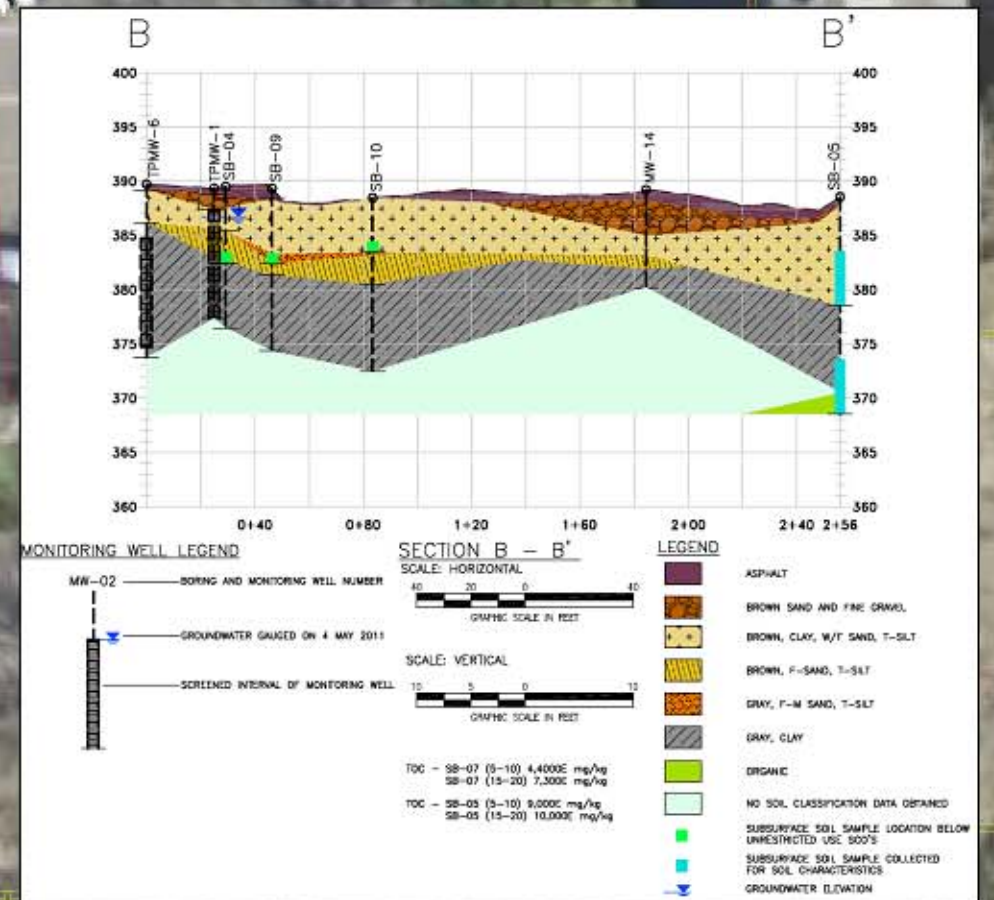 B B'
400 400
395 395
390 390
385 385
380 380
375 375
370 370
365 365
360 360
TPMW-6
TPMW-1
SB-04
SB-09
SB-10
MW-14
SB-05
0+40 0+80 1+20 1+60 2+00 2+40 2+56
MONITORING WELL LEGEND
MW-02 BORING AND MONITORING WELL NUMBER
GROUNDWATER GAUGED ON 4 MAY 2011
SCREENED INTERVAL OF MONITORING WELL
SECTION B - B'
SCALE: HORIZONTAL
40 20 0 40
GRAPHIC SCALE IN FEET
SCALE: VERTICAL
10 5 0 10
GRAPHIC SCALE IN FEET
TOC - SB-07 (5-10) 4,4000E mg/kg
SB-07 (15-20) 7,300E mg/kg
TOC - SB-05 (5-10) 9,000E mg/kg
SB-05 (15-20) 10,000E mg/kg
LEGEND
ASPHALT
BROWN SAND AND FINE GRAVEL
BROWN, CLAY, W/F SAND, T-SILT
BROWN, F-SAND, T-SILT
GRAY, F-M SAND, T-SILT
GRAY, CLAY
ORGANIC
NO SOIL CLASSIFICATION DATA OBTAINED
SUBSURFACE SOIL SAMPLE LOCATION BELOW
UNRESTRICTED USE SCO'S
SUBSURFACE SOIL SAMPLE COLLECTED
FOR SOIL CHARACTERISTICS
GROUNDWATER ELEVATION